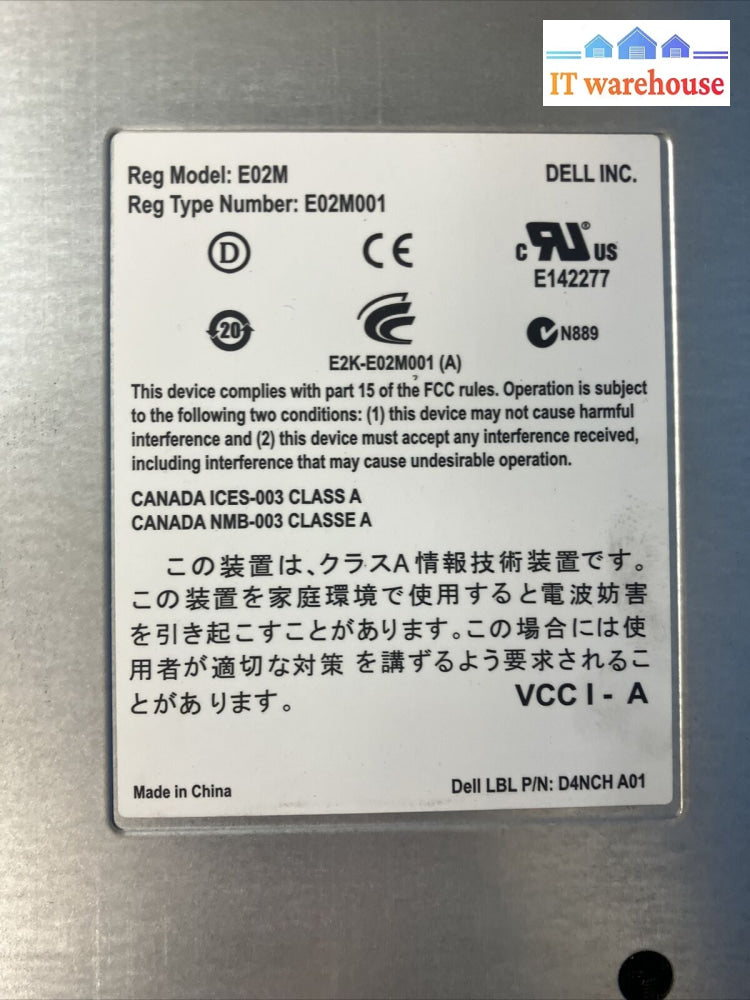 IT warehouse
Reg Model: E02M
DELL INC.
Reg Type Number: E02M001
D
CE
c RU® US
E142277
20
N889
E2K-E02M001 (A)
This device complies with part 15 of the FCC rules. Operation is subject
to the following two conditions: (1) this device may not cause harmful
interference and (2) this device must accept any interference received,
including interference that may cause undesirable operation.
CANADA ICES-003 CLASS A
CANADA NMB-003 CLASSE A
この装置は、クラスA情報技術装置です。
この装置を家庭環境で使用すると電波妨害
を引き起こすことがあります。この場合には使
用者が適切な対策 を講ずるよう要求されるこ
とがあ ります。
VCC I - A
Made in China
Dell LBL P/N: D4NCH A01